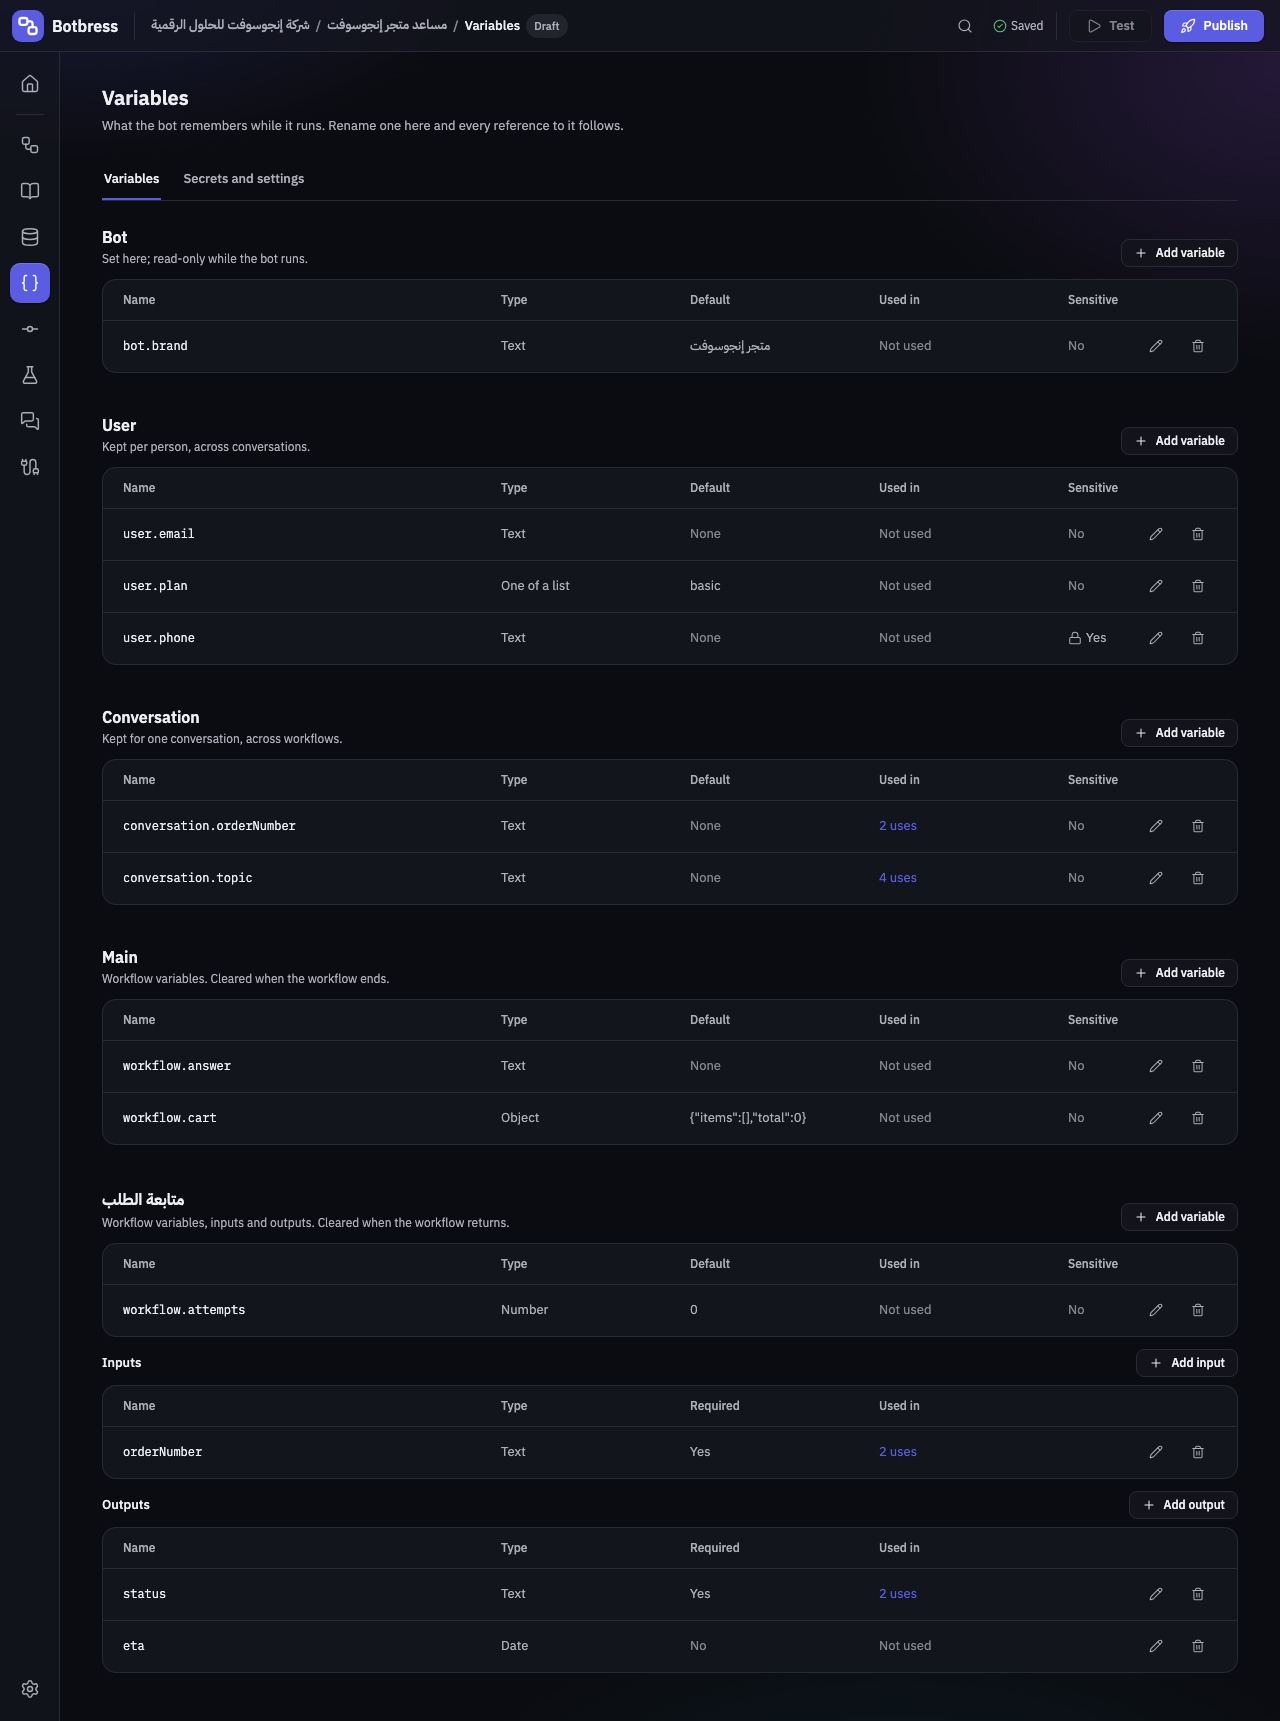 Botbress
شركة إنجوسوفت للحلول الرقمية / مساعد متجر إنجوسوفت / Variables Draft
Saved
Test
Publish
Variables
What the bot remembers while it runs. Rename one here and every reference to it follows.
Variables Secrets and settings
Bot
Set here; read-only while the bot runs.
Add variable
Name Type Default Used in Sensitive
bot.brand Text متجر إنجوسوفت Not used No
User
Kept per person, across conversations.
Add variable
Name Type Default Used in Sensitive
user.email Text None Not used No
user.plan One of a list basic Not used No
user.phone Text None Not used Yes
Conversation
Kept for one conversation, across workflows.
Add variable
Name Type Default Used in Sensitive
conversation.orderNumber Text None 2 uses No
conversation.topic Text None 4 uses No
Main
Workflow variables. Cleared when the workflow ends.
Add variable
Name Type Default Used in Sensitive
workflow.answer Text None Not used No
workflow.cart Object {"items":[],"total":0} Not used No
متابعة الطلب
Workflow variables, inputs and outputs. Cleared when the workflow returns.
Add variable
Name Type Default Used in Sensitive
workflow.attempts Number 0 Not used No
Inputs
Add input
Name Type Required Used in
orderNumber Text Yes 2 uses
Outputs
Add output
Name Type Required Used in
status Text Yes 2 uses
eta Date No Not used